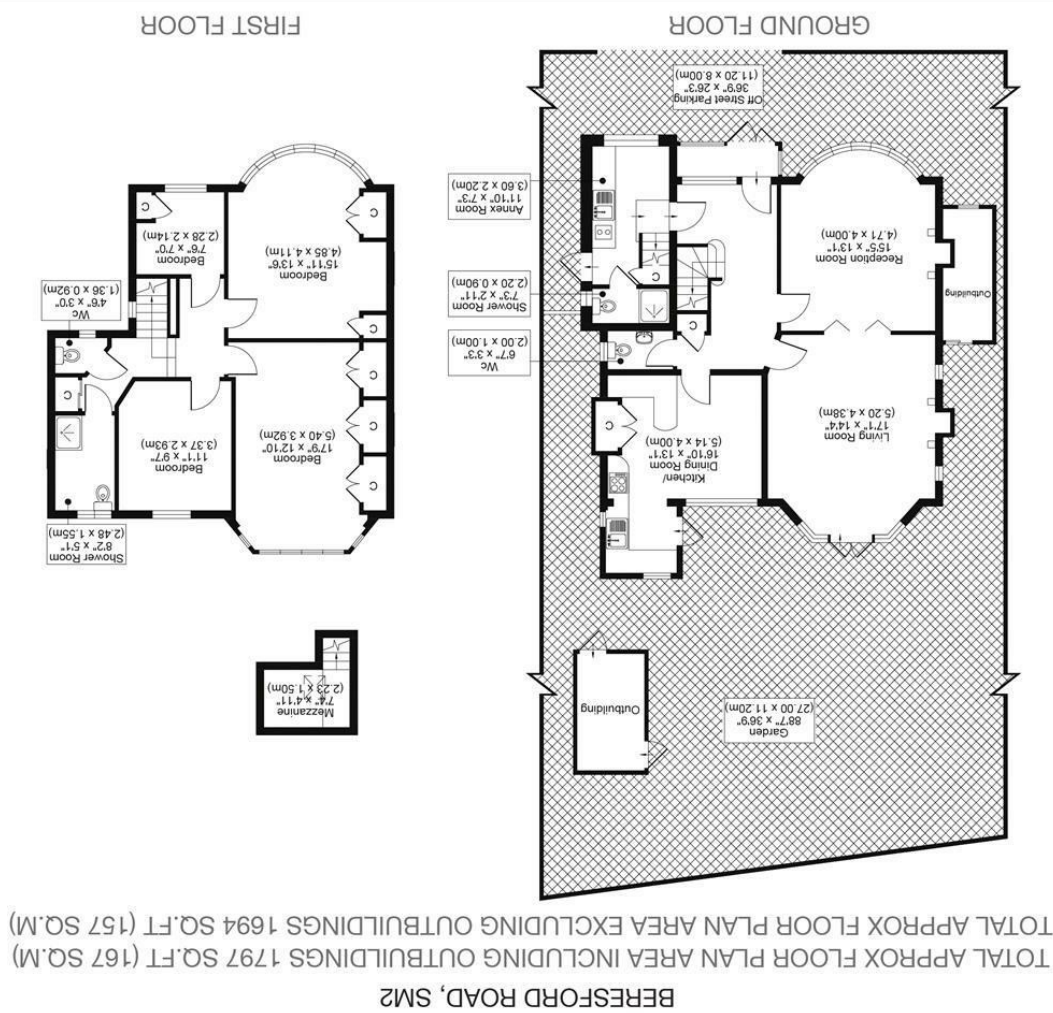 BERESFORD ROAD, SM2
TOTAL APPROX FLOOR PLAN AREA INCLUDING OUTBUILDINGS 1797 SQ.FT (167 SQ.M)
TOTAL APPROX FLOOR PLAN AREA EXCLUDING OUTBUILDINGS 1694 SQ.FT (157 SQ.M)
Garden
88'7" x 36'9"
(27.00 x 11.20m)
Outbuilding
Living Room
17'1" x 14'4"
(5.20 x 4.38m)
Kitchen/
Dining Room
16'10" x 13'1"
(5.14 x 4.00m)
C
Wc
6'7" x 3'3"
(2.00 x 1.00m)
C
Shower Room
7'3" x 2'11"
(2.20 x 0.90m)
C
Outbuilding
Reception Room
15'5" x 13'1"
(4.71 x 4.00m)
Annex Room
11'10" x 7'3"
(3.60 x 2.20m)
Off Street Parking
36'9" x 26'3"
(11.20 x 8.00m)
GROUND FLOOR
Mezzanine
7'4" x 4'11"
(2.23 x 1.50m)
Shower Room
8'2" x 5'1"
(2.48 x 1.55m)
C
Bedroom
17'9" x 12'10"
(5.40 x 3.92m)
Bedroom
11'1" x 9'7"
(3.37 x 2.93m)
C
C
C
C
Wc
4'6" x 3'0"
(1.36 x 0.92m)
Bedroom
15'11" x 13'6"
(4.85 x 4.11m)
Bedroom
7'6" x 7'0"
(2.28 x 2.14m)
C
C
FIRST FLOOR